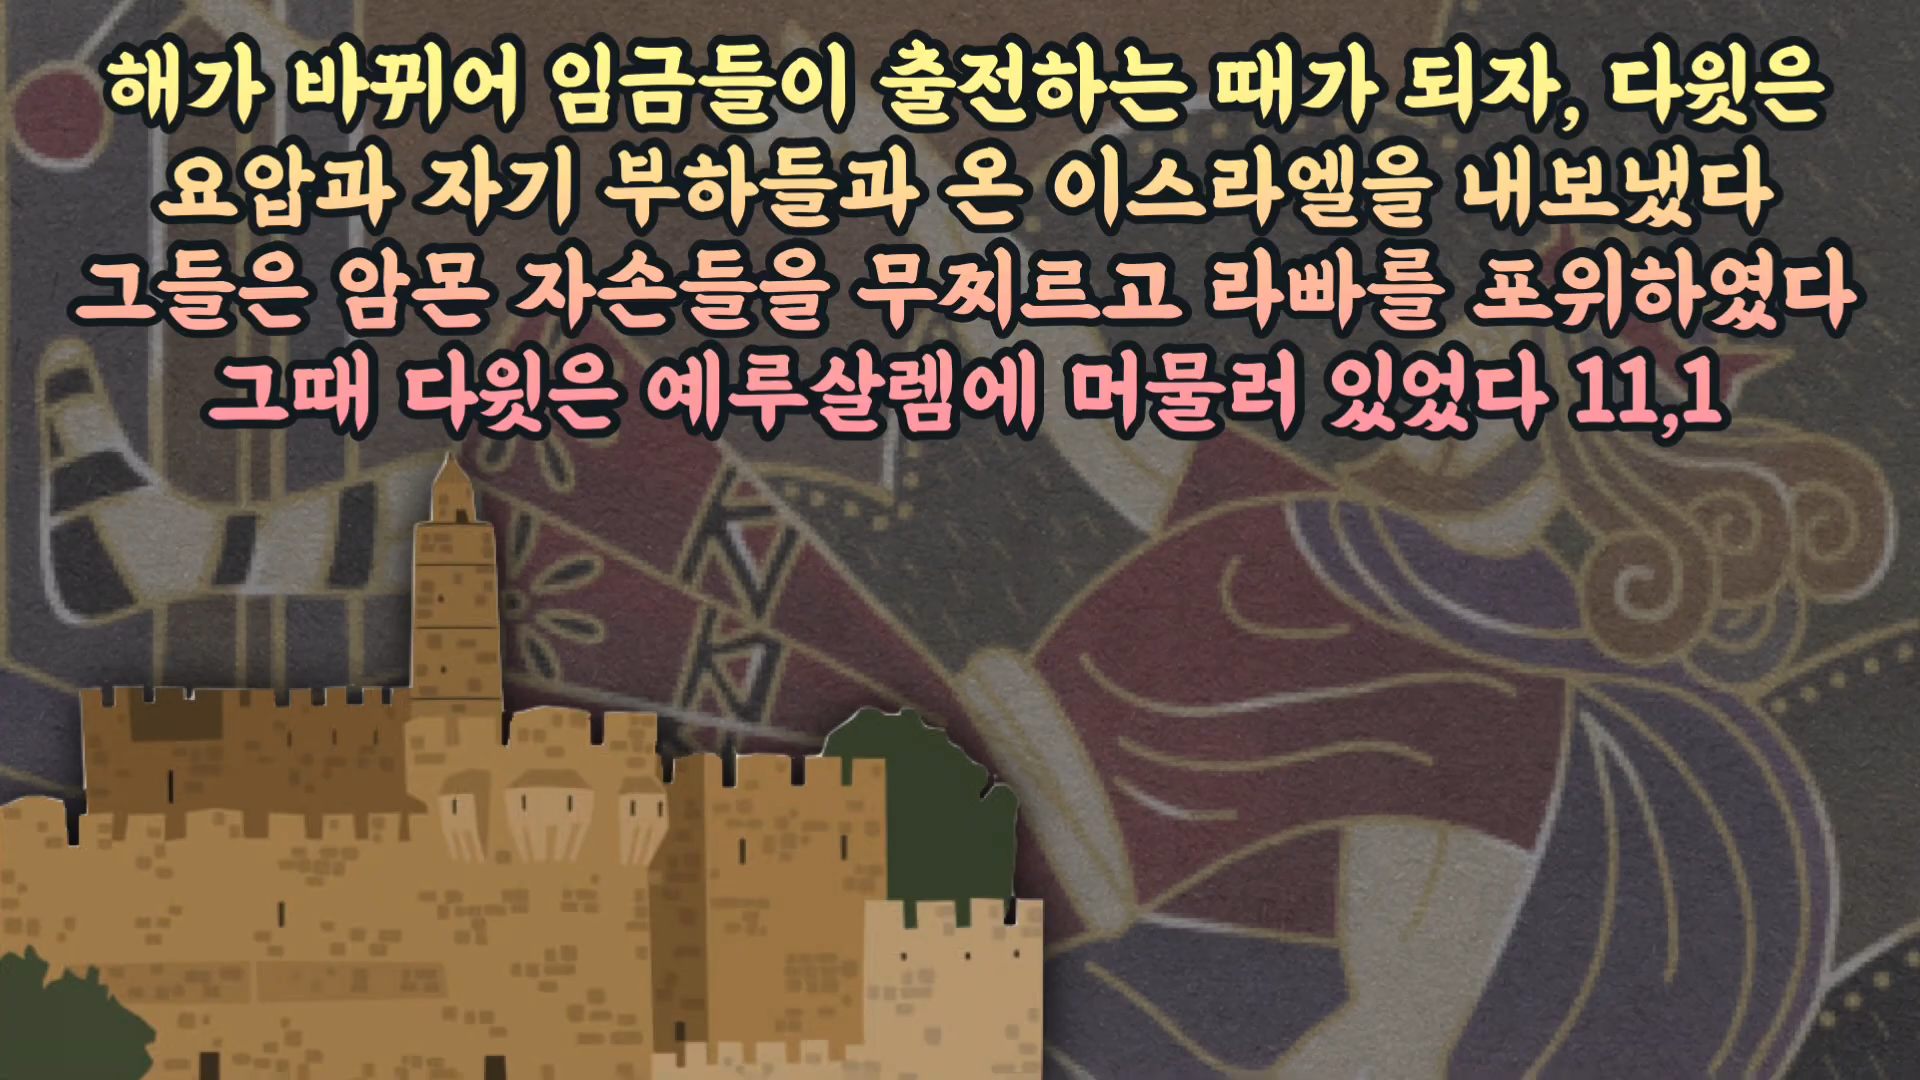 해가 바뀌어 임금들이 출전하는 때가 되자, 다윗은
요압과 자기 부하들과 온 이스라엘을 내보냈다
그들은 암몬 자손들을 무찌르고 라빠를 포위하였다
그때 다윗은 예루살렘에 머물러 있었다 11,1